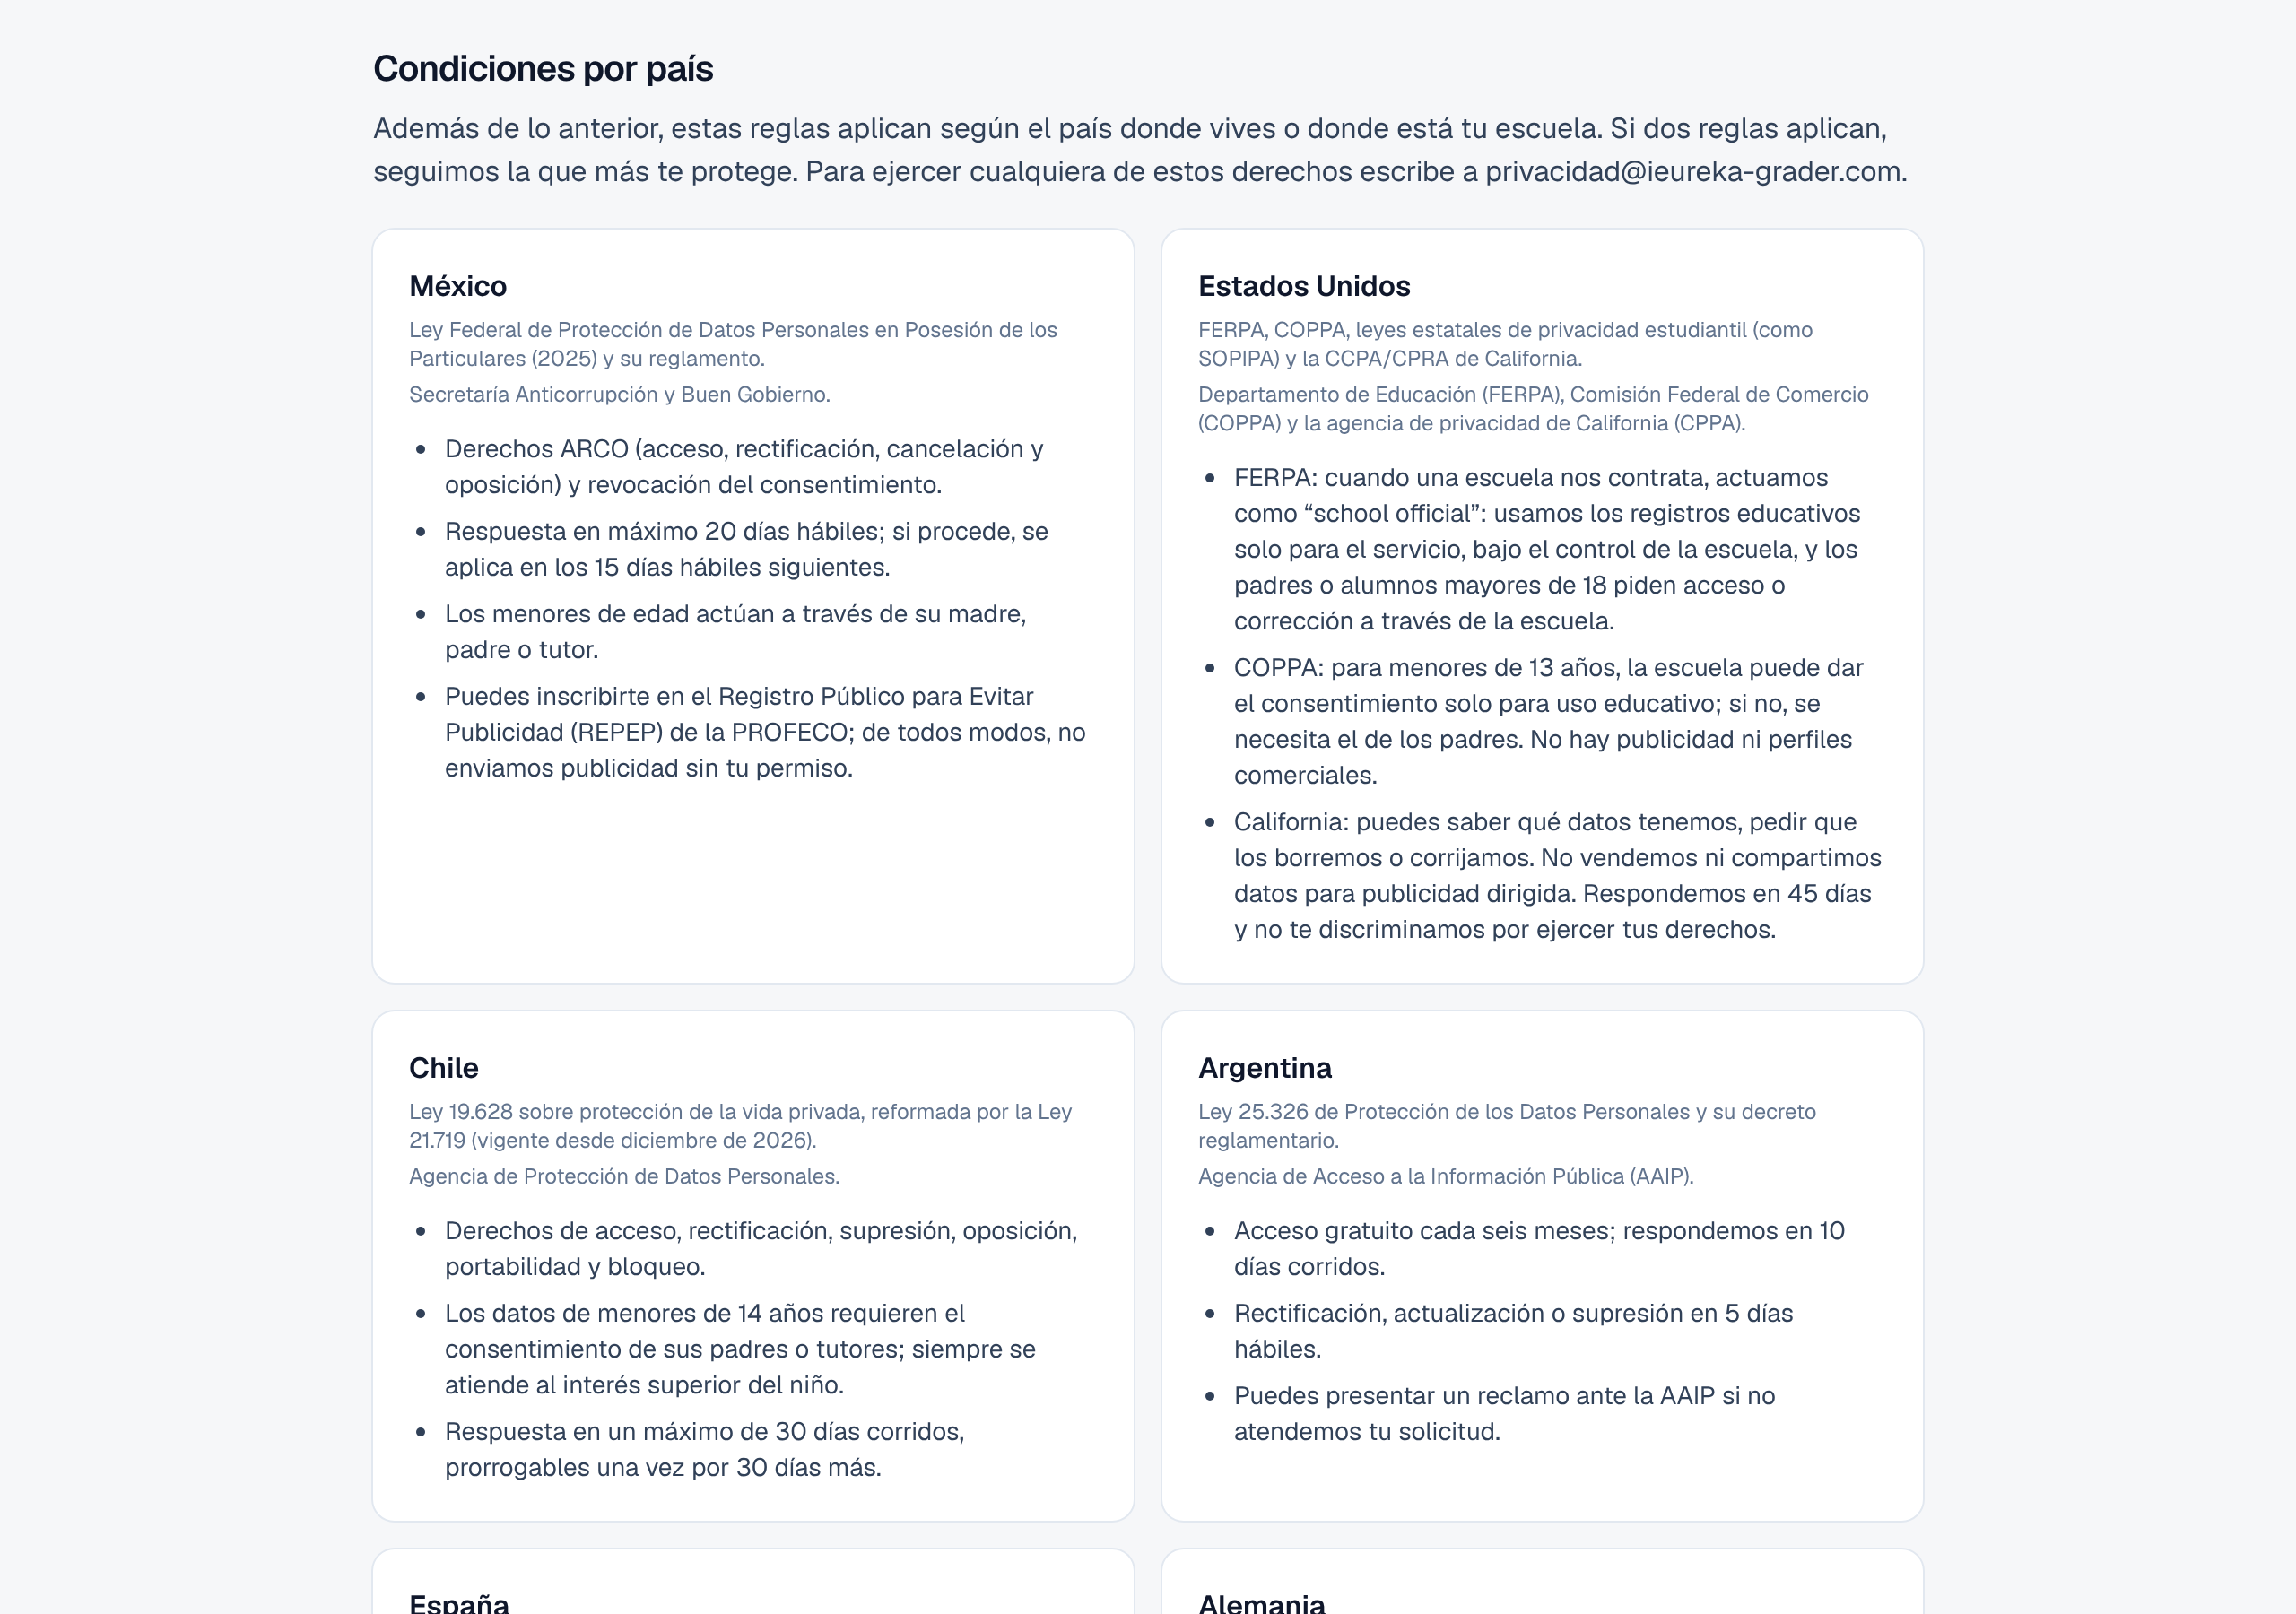 Condiciones por país
Además de lo anterior, estas reglas aplican según el país donde vives o donde está tu escuela. Si dos reglas aplican,
seguimos la que más te protege. Para ejercer cualquiera de estos derechos escribe a privacidad@ieureka-grader.com.
México
Ley Federal de Protección de Datos Personales en Posesión de los
Particulares (2025) y su reglamento.
Secretaría Anticorrupción y Buen Gobierno.
• Derechos ARCO (acceso, rectificación, cancelación y
oposición) y revocación del consentimiento.
• Respuesta en máximo 20 días hábiles; si procede, se
aplica en los 15 días hábiles siguientes.
• Los menores de edad actúan a través de su madre,
padre o tutor.
• Puedes inscribirte en el Registro Público para Evitar
Publicidad (REPEP) de la PROFECO; de todos modos, no
enviamos publicidad sin tu permiso.
Estados Unidos
FERPA, COPPA, leyes estatales de privacidad estudiantil (como
SOPIPA) y la CCPA/CPRA de California.
Departamento de Educación (FERPA), Comisión Federal de Comercio
(COPPA) y la agencia de privacidad de California (CPPA).
• FERPA: cuando una escuela nos contrata, actuamos
como “school official”: usamos los registros educativos
solo para el servicio, bajo el control de la escuela, y los
padres o alumnos mayores de 18 piden acceso o
corrección a través de la escuela.
• COPPA: para menores de 13 años, la escuela puede dar
el consentimiento solo para uso educativo; si no, se
necesita el de los padres. No hay publicidad ni perfiles
comerciales.
• California: puedes saber qué datos tenemos, pedir que
los borremos o corrijamos. No vendemos ni compartimos
datos para publicidad dirigida. Respondemos en 45 días
y no te discriminamos por ejercer tus derechos.
Chile
Ley 19.628 sobre protección de la vida privada, reformada por la Ley
21.719 (vigente desde diciembre de 2026).
Agencia de Protección de Datos Personales.
• Derechos de acceso, rectificación, supresión, oposición,
portabilidad y bloqueo.
• Los datos de menores de 14 años requieren el
consentimiento de sus padres o tutores; siempre se
atiende al interés superior del niño.
• Respuesta en un máximo de 30 días corridos,
prorrogables una vez por 30 días más.
Argentina
Ley 25.326 de Protección de los Datos Personales y su decreto
reglamentario.
Agencia de Acceso a la Información Pública (AAIP).
• Acceso gratuito cada seis meses; respondemos en 10
días corridos.
• Rectificación, actualización o supresión en 5 días
hábiles.
• Puedes presentar un reclamo ante la AAIP si no
atendemos tu solicitud.
España
Alemania